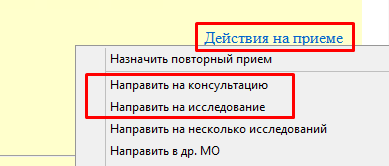 Действия на приеме
Назначить повторный прием
Направить на консультацию
Направить на исследование
Направить на несколько исследований
Направить в др. МО